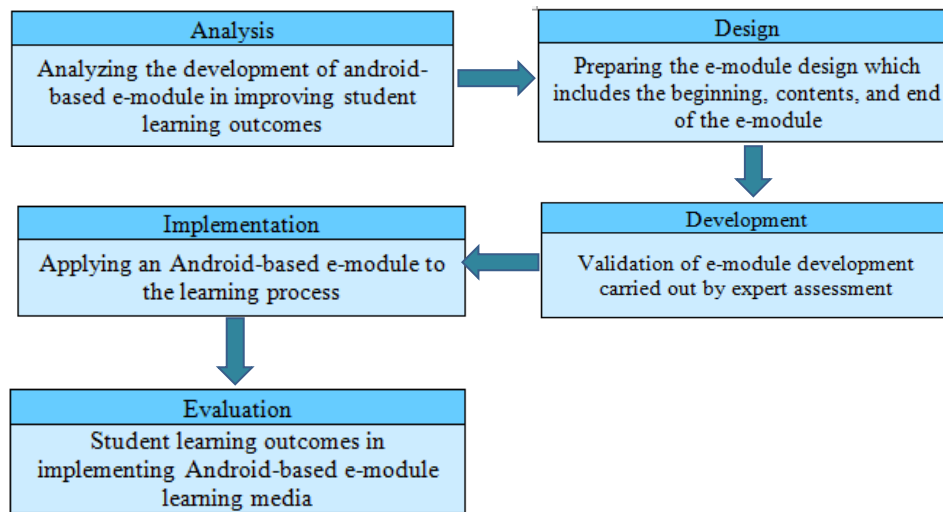 Analysis
Analyzing the development of android-
based e-module in improving student
learning outcomes
Design
Preparing the e-module design which
includes the beginning, contents, and end
of the e-module
Development
Validation of e-module development
carried out by expert assessment
Implementation
Applying an Android-based e-module to
the learning process
Evaluation
Student learning outcomes in
implementing Android-based e-module
learning media